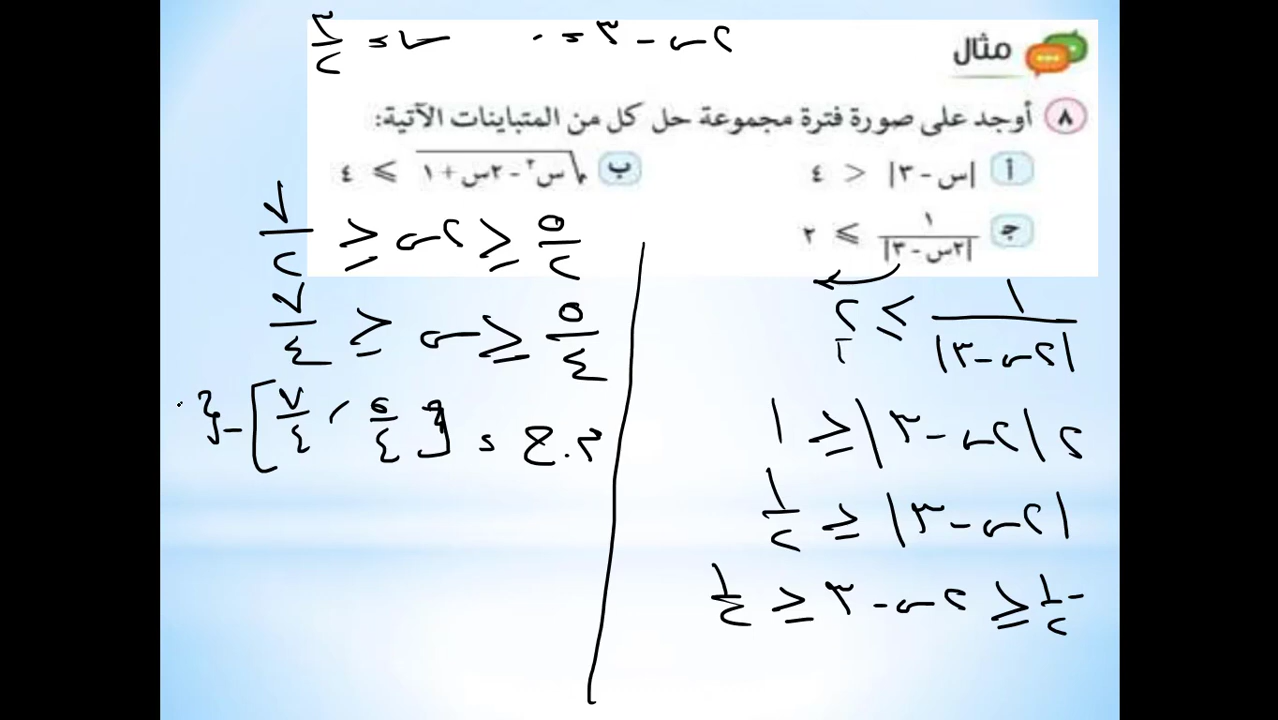 ٢س - ٣ = ٠ س = ٣/٢
مثال
٨ أوجد على صورة فترة مجموعة حل كل من المتباينات الآتية:
أ |س - ٣| < ٤
ب √(س٢ - ٢س + ١) ⩽ ٤
ج ١/|٢س - ٣| ⩾ ٢
١/|٢س - ٣| ≥ ٢/١
٢|٢س - ٣| ≤ ١
|٢س - ٣| ≤ ١/٢
-١/٢ ≤ ٢س - ٣ ≤ ١/٢
٥/٢ ≤ ٢س ≤ ٧/٢
٥/٤ ≤ س ≤ ٧/٤
م.ح = [٥/٤ ، ٧/٤] - {